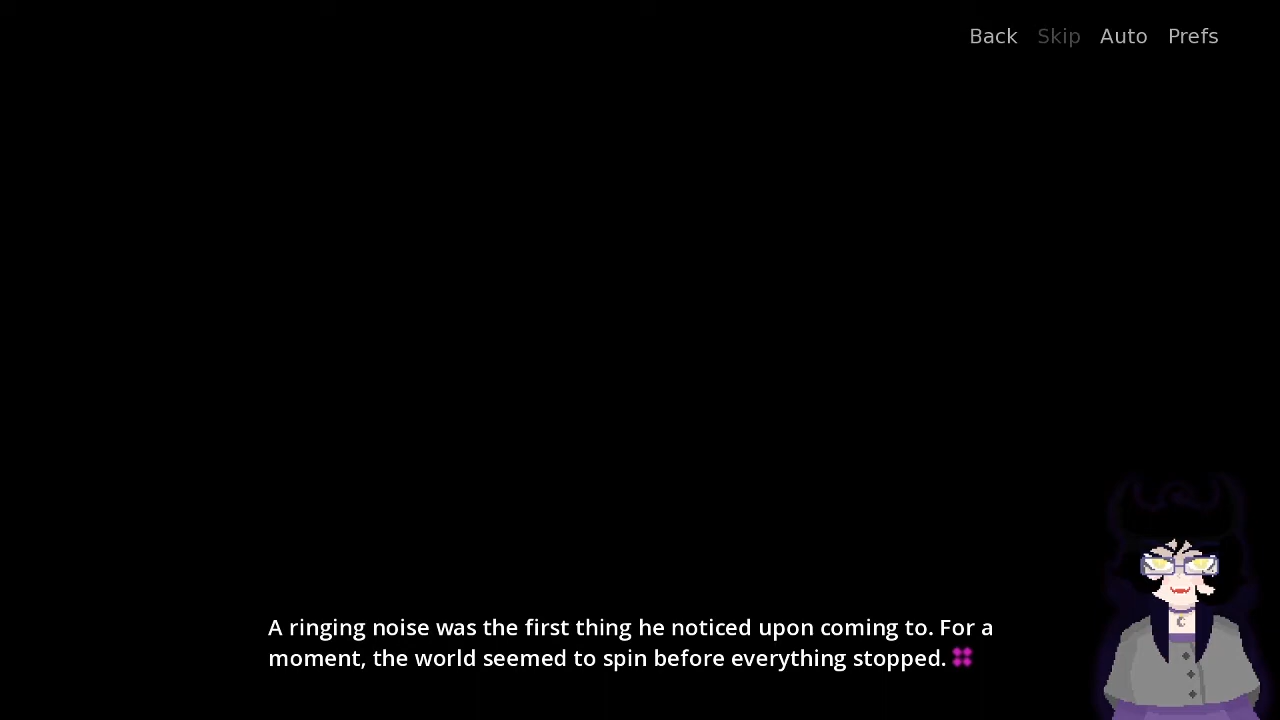 Back Skip Auto Prefs
A ringing noise was the first thing he noticed upon coming to. For a
moment, the world seemed to spin before everything stopped.